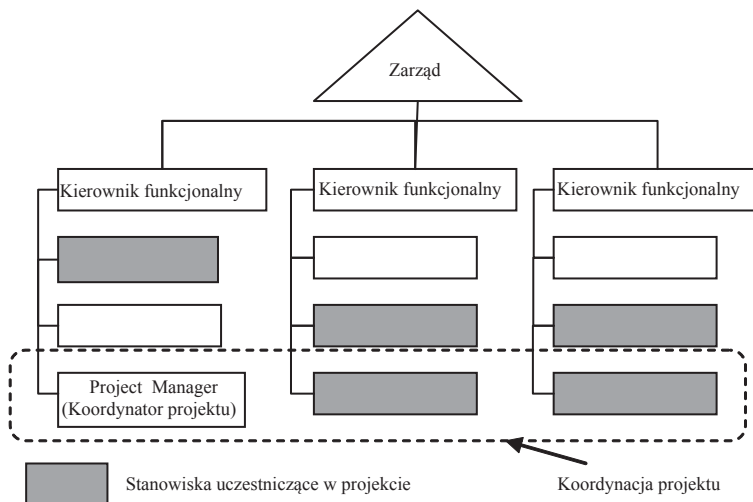 Zarząd
Kierownik funkcjonalny
Kierownik funkcjonalny
Kierownik funkcjonalny
Project Manager
(Koordynator projektu)
Stanowiska uczestniczące w projekcie
Koordynacja projektu